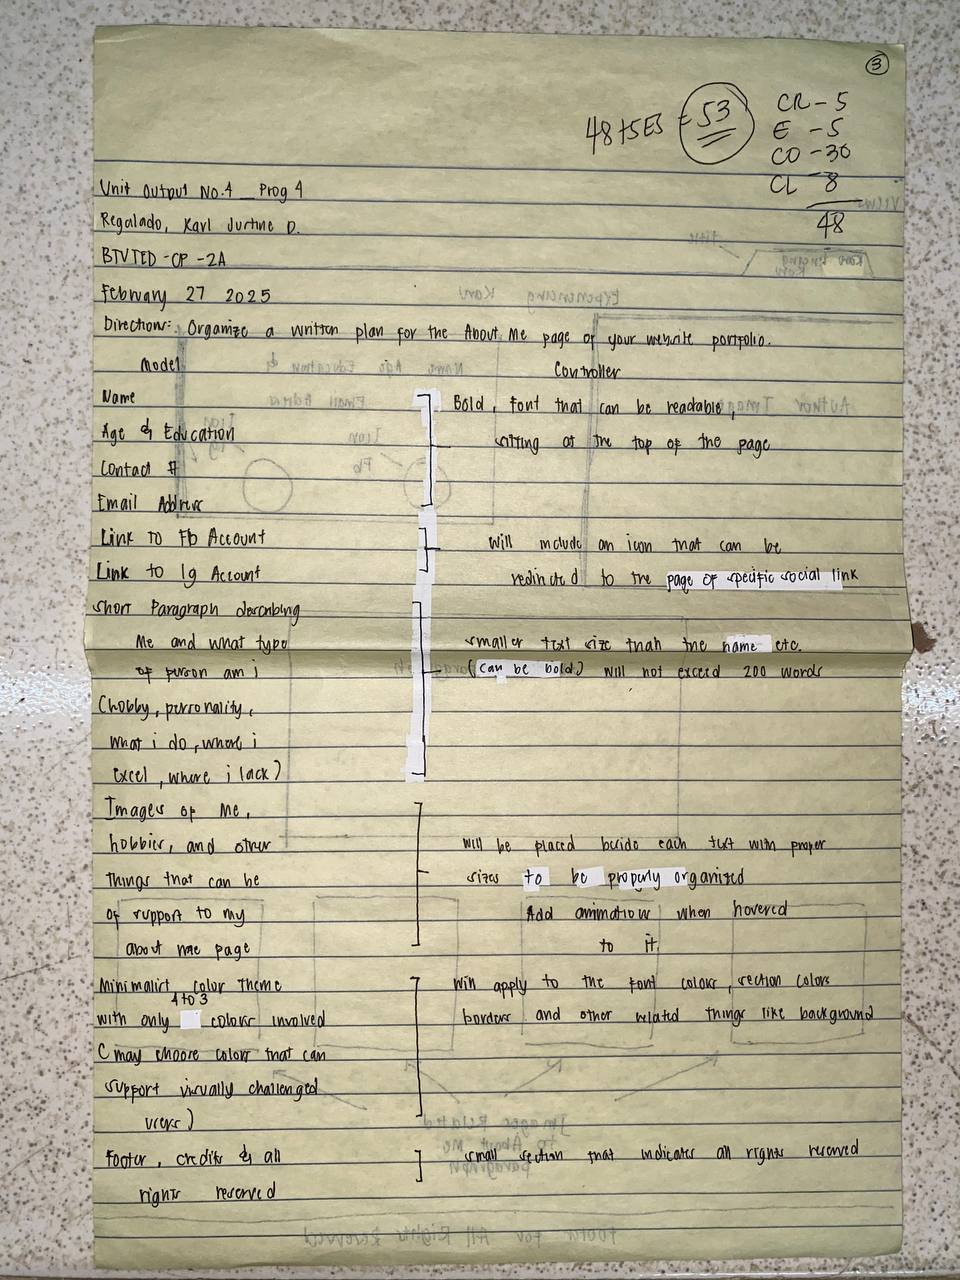 3
48+5ES = 53
CR - 5
E - 5
CO - 30
CL - 8
48
Unit Output No.4 _ Prog 4
Regalado, Karl Justine D.
BTVTED - CP - 2A
February 27 2025
Direction: Organize a written plan for the About Me page of your website portfolio.
Model
Controller
Name
Bold, font that can be readable,
Age & Education
sitting at the top of the page
Contact #
Email Address
Link to Fb Account
Will include an icon that can be
Link to Ig Account
redirected to the page of specific social link
Short Paragraph describing
Me and what type
smaller text size than the name etc.
of person am i
(can be bold.) will not exceed 200 words
(hobby, personality,
what i do, where i
excel, where i lack)
Images of Me,
hobbies, and other
will be placed beside each text with proper
things that can be
sizes to be properly organized
of support to my
Add animation when hovered
about me page
to it.
Minimalist color theme
Will apply to the font colour, section colors
1 to 3
with only colour involved
borders and other related things like background
(may choose colour that can
support visually challenged
users)
Footer, credits & all
small section that indicates all rights reserved
rights reserved